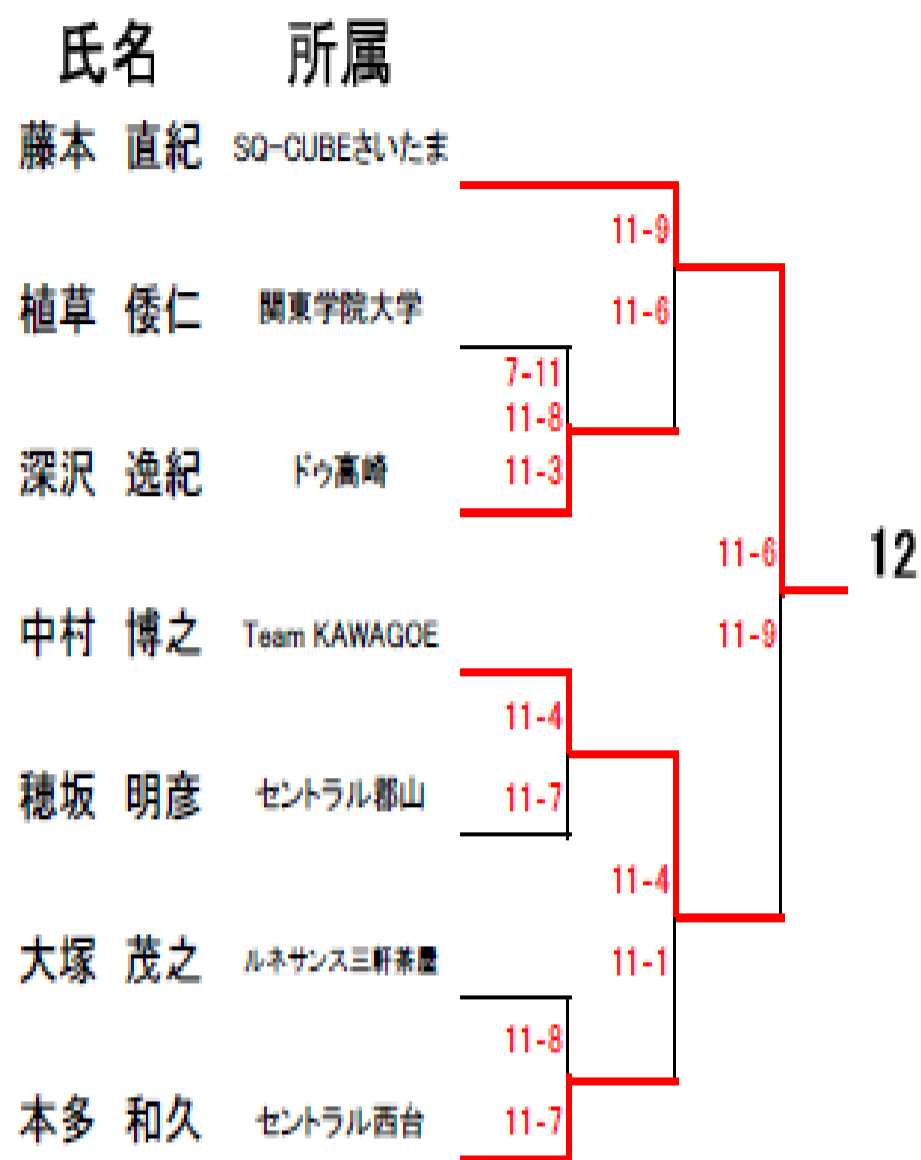 氏名 所属
藤本 直紀 SQ-CUBEさいたま
11-9
植草 倭仁 関東学院大学 11-6
7-11
11-8
深沢 逸紀 ドゥ高崎 11-3
11-6 12
中村 博之 Team KAWAGOE 11-9
11-4
穂坂 明彦 セントラル郡山 11-7
11-4
大塚 茂之 ルネサンス三軒茶屋 11-1
11-8
本多 和久 セントラル西台 11-7